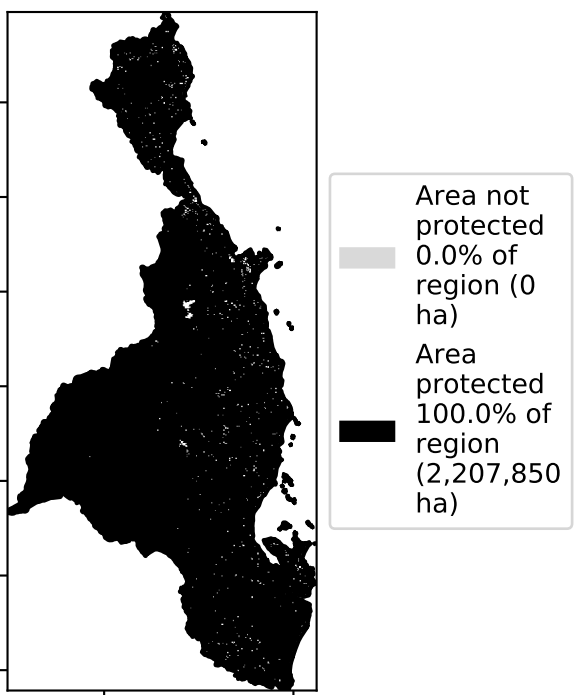 Area not
protected
0.0% of
region (0
ha)
Area
protected
100.0% of
region
(2,207,850
ha)